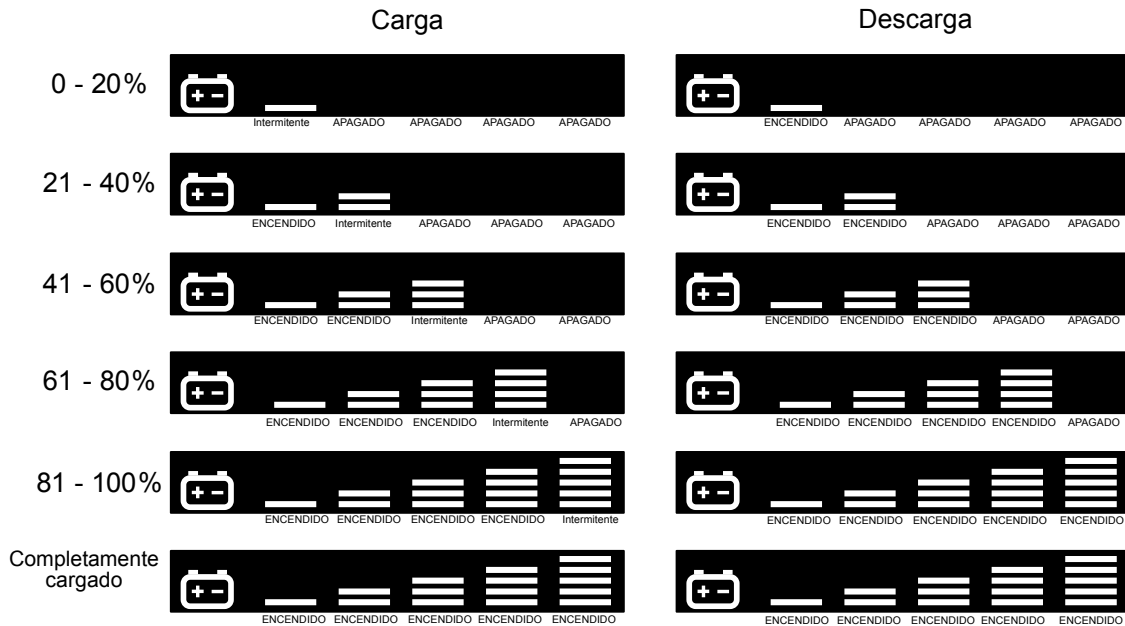 Carga Descarga
0 - 20%
Intermitente APAGADO APAGADO APAGADO APAGADO ENCENDIDO APAGADO APAGADO APAGADO APAGADO
21 - 40%
ENCENDIDO Intermitente APAGADO APAGADO APAGADO ENCENDIDO ENCENDIDO APAGADO APAGADO APAGADO
41 - 60%
ENCENDIDO ENCENDIDO Intermitente APAGADO APAGADO ENCENDIDO ENCENDIDO ENCENDIDO APAGADO APAGADO
61 - 80%
ENCENDIDO ENCENDIDO ENCENDIDO Intermitente APAGADO ENCENDIDO ENCENDIDO ENCENDIDO ENCENDIDO APAGADO
81 - 100%
ENCENDIDO ENCENDIDO ENCENDIDO ENCENDIDO Intermitente ENCENDIDO ENCENDIDO ENCENDIDO ENCENDIDO ENCENDIDO
Completamente
cargado
ENCENDIDO ENCENDIDO ENCENDIDO ENCENDIDO ENCENDIDO ENCENDIDO ENCENDIDO ENCENDIDO ENCENDIDO ENCENDIDO